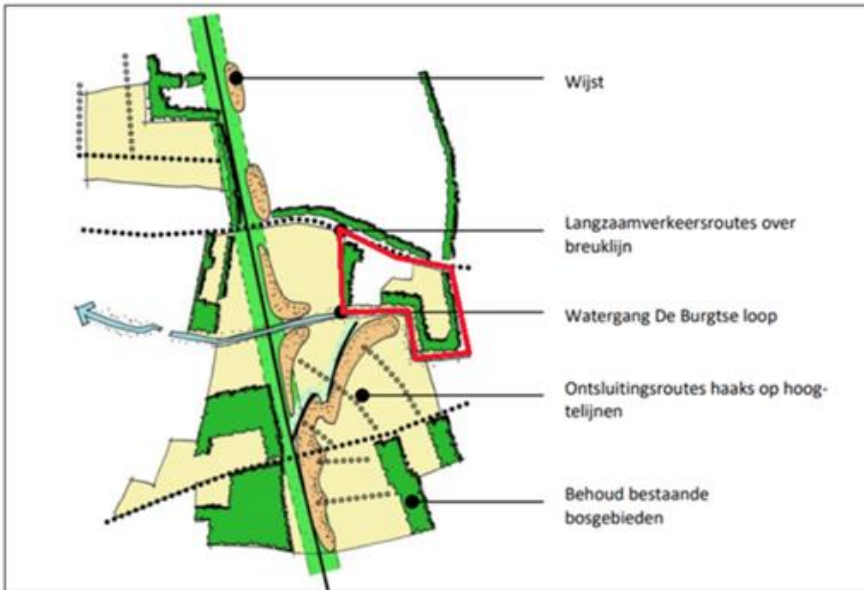 Wijst
Langzaamverkeersroutes over
breuklijn
Watergang De Burgtse loop
Ontsluitingsroutes haaks op hoog-
telijnen
Behoud bestaande
bosgebieden